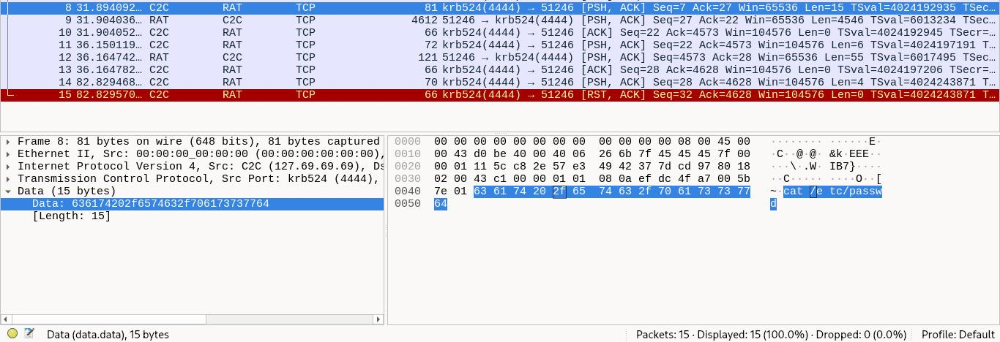 8 31.894092… C2C RAT TCP 81 krb524(4444) → 51246 [PSH, ACK] Seq=7 Ack=27 Win=65536 Len=15 TSval=4024192935 TSec…
9 31.904036… RAT C2C TCP 4612 51246 → krb524(4444) [PSH, ACK] Seq=27 Ack=22 Win=65536 Len=4546 TSval=6013234 TSecr…
10 31.904052… C2C RAT TCP 66 krb524(4444) → 51246 [ACK] Seq=22 Ack=4573 Win=104576 Len=0 TSval=4024192945 TSecr=…
11 36.150119… C2C RAT TCP 72 krb524(4444) → 51246 [PSH, ACK] Seq=22 Ack=4573 Win=104576 Len=6 TSval=4024197191 T…
12 36.164742… RAT C2C TCP 121 51246 → krb524(4444) [PSH, ACK] Seq=4573 Ack=28 Win=65536 Len=55 TSval=6017495 TSec…
13 36.164782… C2C RAT TCP 66 krb524(4444) → 51246 [ACK] Seq=28 Ack=4628 Win=104576 Len=0 TSval=4024197206 TSecr=…
14 82.829468… C2C RAT TCP 70 krb524(4444) → 51246 [PSH, ACK] Seq=28 Ack=4628 Win=104576 Len=4 TSval=4024243871 T…
15 82.829570… C2C RAT TCP 66 krb524(4444) → 51246 [RST, ACK] Seq=32 Ack=4628 Win=104576 Len=0 TSval=4024243871 T…
Frame 8: 81 bytes on wire (648 bits), 81 bytes captured
Ethernet II, Src: 00:00:00_00:00:00 (00:00:00:00:00:00),
Internet Protocol Version 4, Src: C2C (127.69.69.69), Ds
Transmission Control Protocol, Src Port: krb524 (4444),
Data (15 bytes)
Data: 636174202f6574632f706173737764
[Length: 15]
0000 00 00 00 00 00 00 00 00 00 00 00 00 08 00 45 00 ········ ······E·
0010 00 43 d0 be 40 00 40 06 26 6b 7f 45 45 45 7f 00 ·C··@·@· &k·EEE··
0020 00 01 11 5c c8 2e 57 e3 49 42 37 7d cd 97 80 18 ···\·.W· IB7}····
0030 02 00 43 c1 00 00 01 01 08 0a ef dc 4f a7 00 5b ··C····· ····O··[
0040 7e 01 63 61 74 20 2f 65 74 63 2f 70 61 73 73 77 ~·cat /e tc/passw
0050 64 d
Data (data.data), 15 bytes
Packets: 15 · Displayed: 15 (100.0%) · Dropped: 0 (0.0%)
Profile: Default